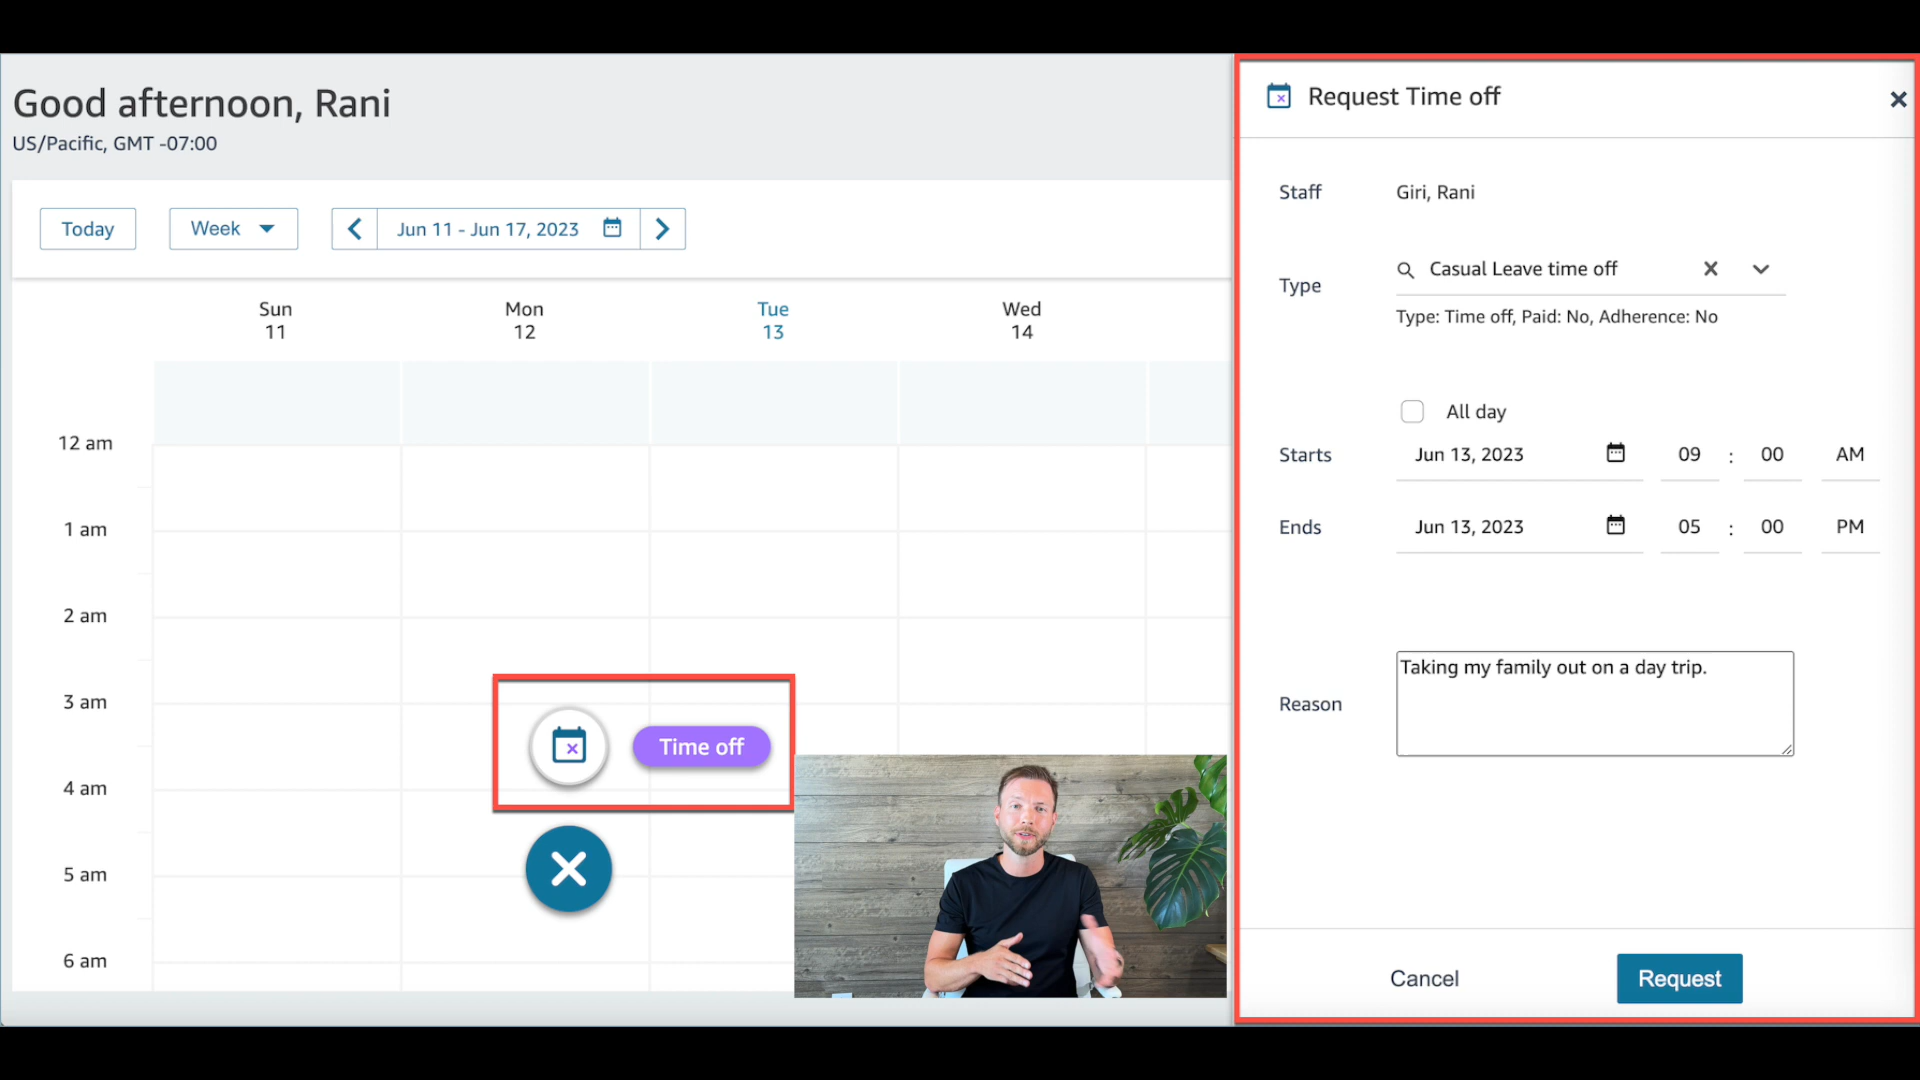 Good afternoon, Rani
US/Pacific, GMT -07:00
Today
Week
Jun 11 - Jun 17, 2023
Sun
11
Mon
12
Tue
13
Wed
14
12 am
1 am
2 am
3 am
4 am
5 am
6 am
Time off
Request Time off
Staff
Giri, Rani
Type
Casual Leave time off
Type: Time off, Paid: No, Adherence: No
All day
Starts
Jun 13, 2023
09 : 00 AM
Ends
Jun 13, 2023
05 : 00 PM
Reason
Taking my family out on a day trip.
Cancel
Request